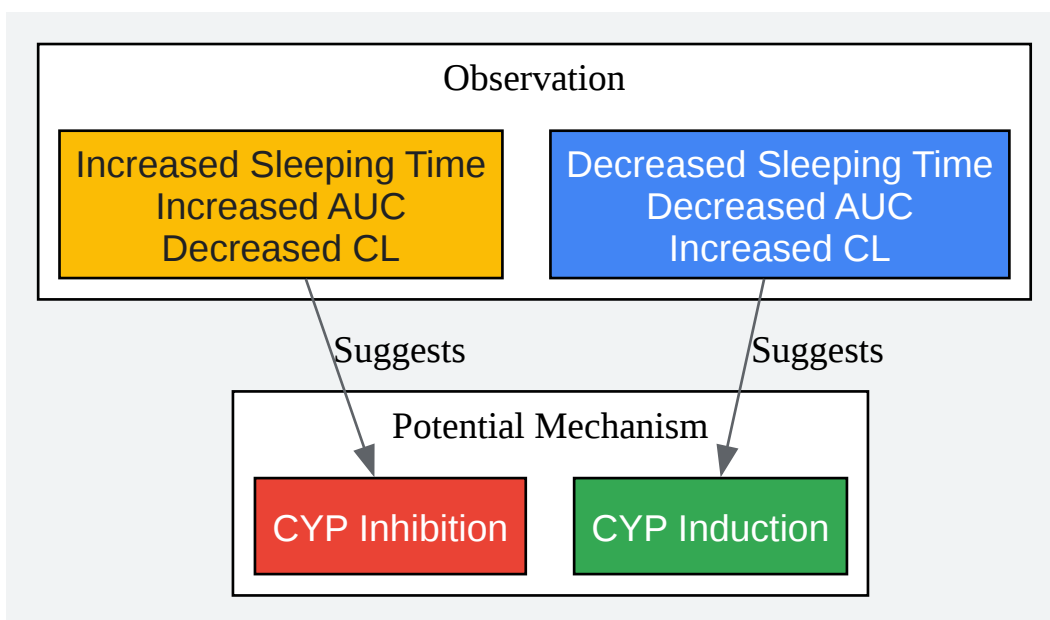 Observation
Increased Sleeping Time
Increased AUC
Decreased CL
Decreased Sleeping Time
Decreased AUC
Increased CL
Suggests
Suggests
Potential Mechanism
CYP Inhibition
CYP Induction